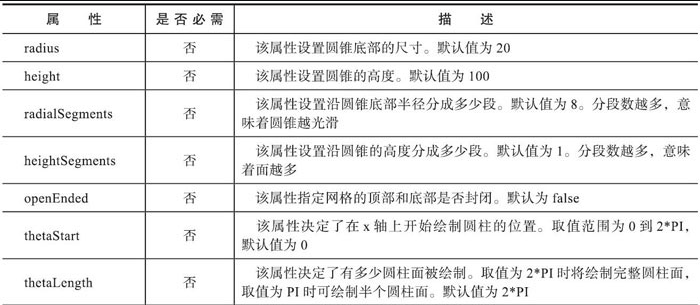 属 性 是否必需 描 述
radius 否 该属性设置圆锥底部的尺寸。默认值为 20
height 否 该属性设置圆锥的高度。默认值为 100
radialSegments 否 该属性设置沿圆锥底部半径分成多少段。默认值为 8。分段数越多，意
味着圆锥越光滑
heightSegments 否 该属性设置沿圆锥的高度分成多少段。默认值为 1。分段数越多，意味
着面越多
openEnded 否 该属性指定网格的顶部和底部是否封闭。默认为 false
thetaStart 否 该属性决定了在 x 轴上开始绘制圆柱的位置。取值范围为 0 到 2*PI，
默认值为 0
thetaLength 否 该属性决定了有多少圆柱面被绘制。取值为 2*PI 时将绘制完整圆柱面，
取值为 PI 时可绘制半个圆柱面。默认值为 2*PI